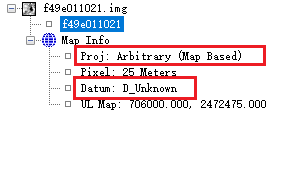 f49e011021.img
f49e011021
Map Info
Proj: Arbitrary (Map Based)
Pixel: 25 Meters
Datum: D_Unknown
UL Map: 706000.000, 2472475.000